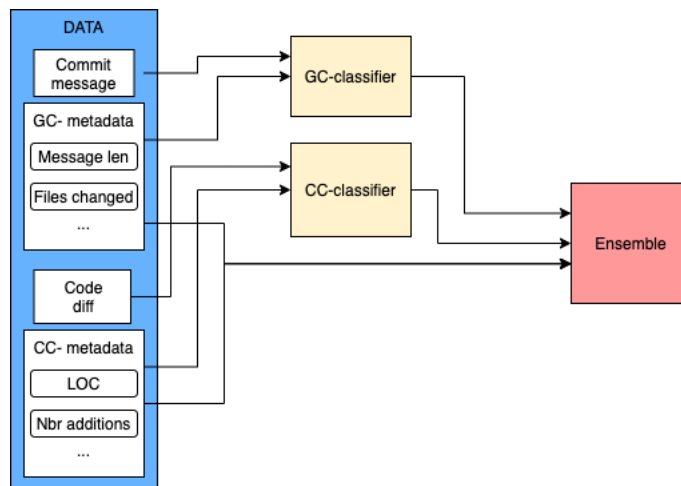 DATA
Commit
message
GC- metadata
Message len
Files changed
...
Code
diff
CC- metadata
LOC
Nbr additions
...
GC-classifier
CC-classifier
Ensemble